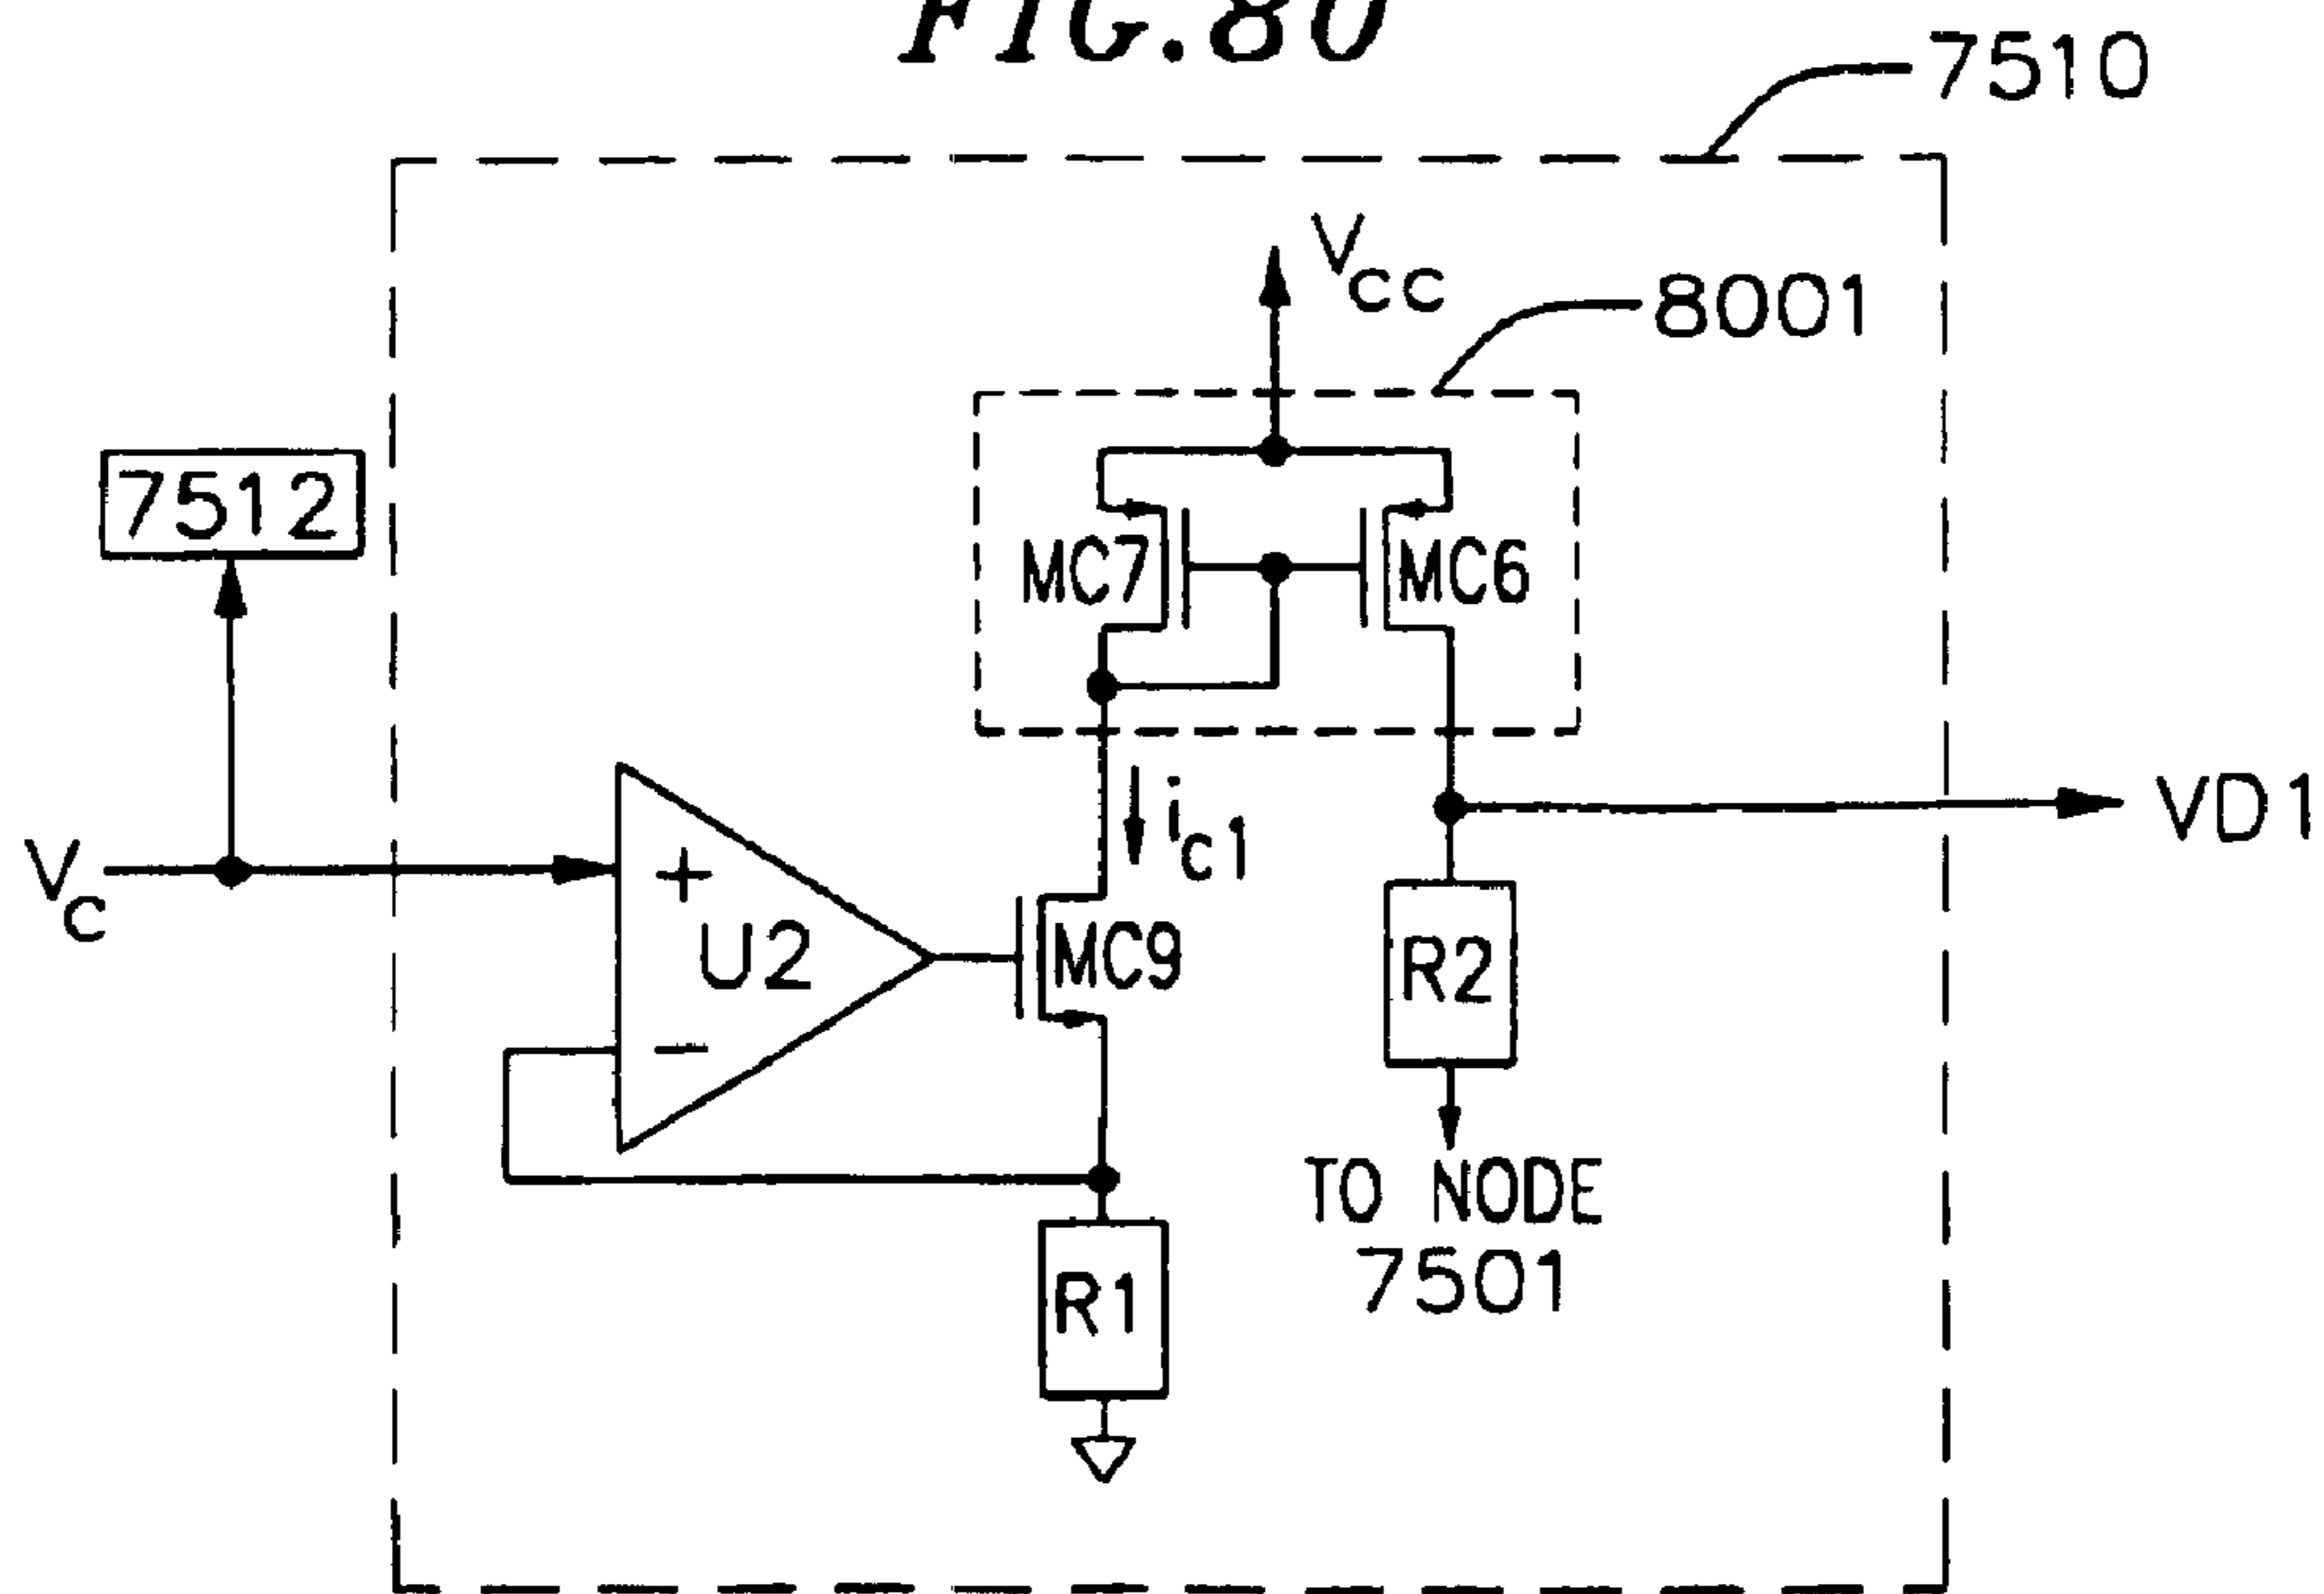 FIG.80
7510
VCC
8001
7512
MC7
MC6
ic1
VD1
VC
+
U2
MC9
R2
−
TO NODE
7501
R1